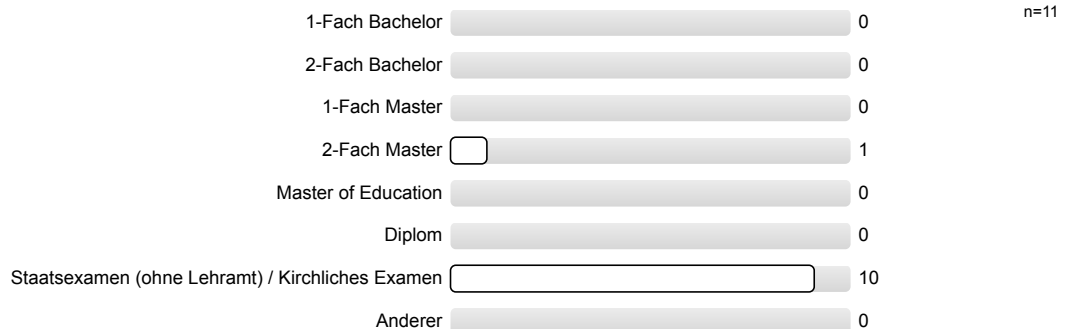 n=11
1-Fach Bachelor 0
2-Fach Bachelor 0
1-Fach Master 0
2-Fach Master 1
Master of Education 0
Diplom 0
Staatsexamen (ohne Lehramt) / Kirchliches Examen 10
Anderer 0